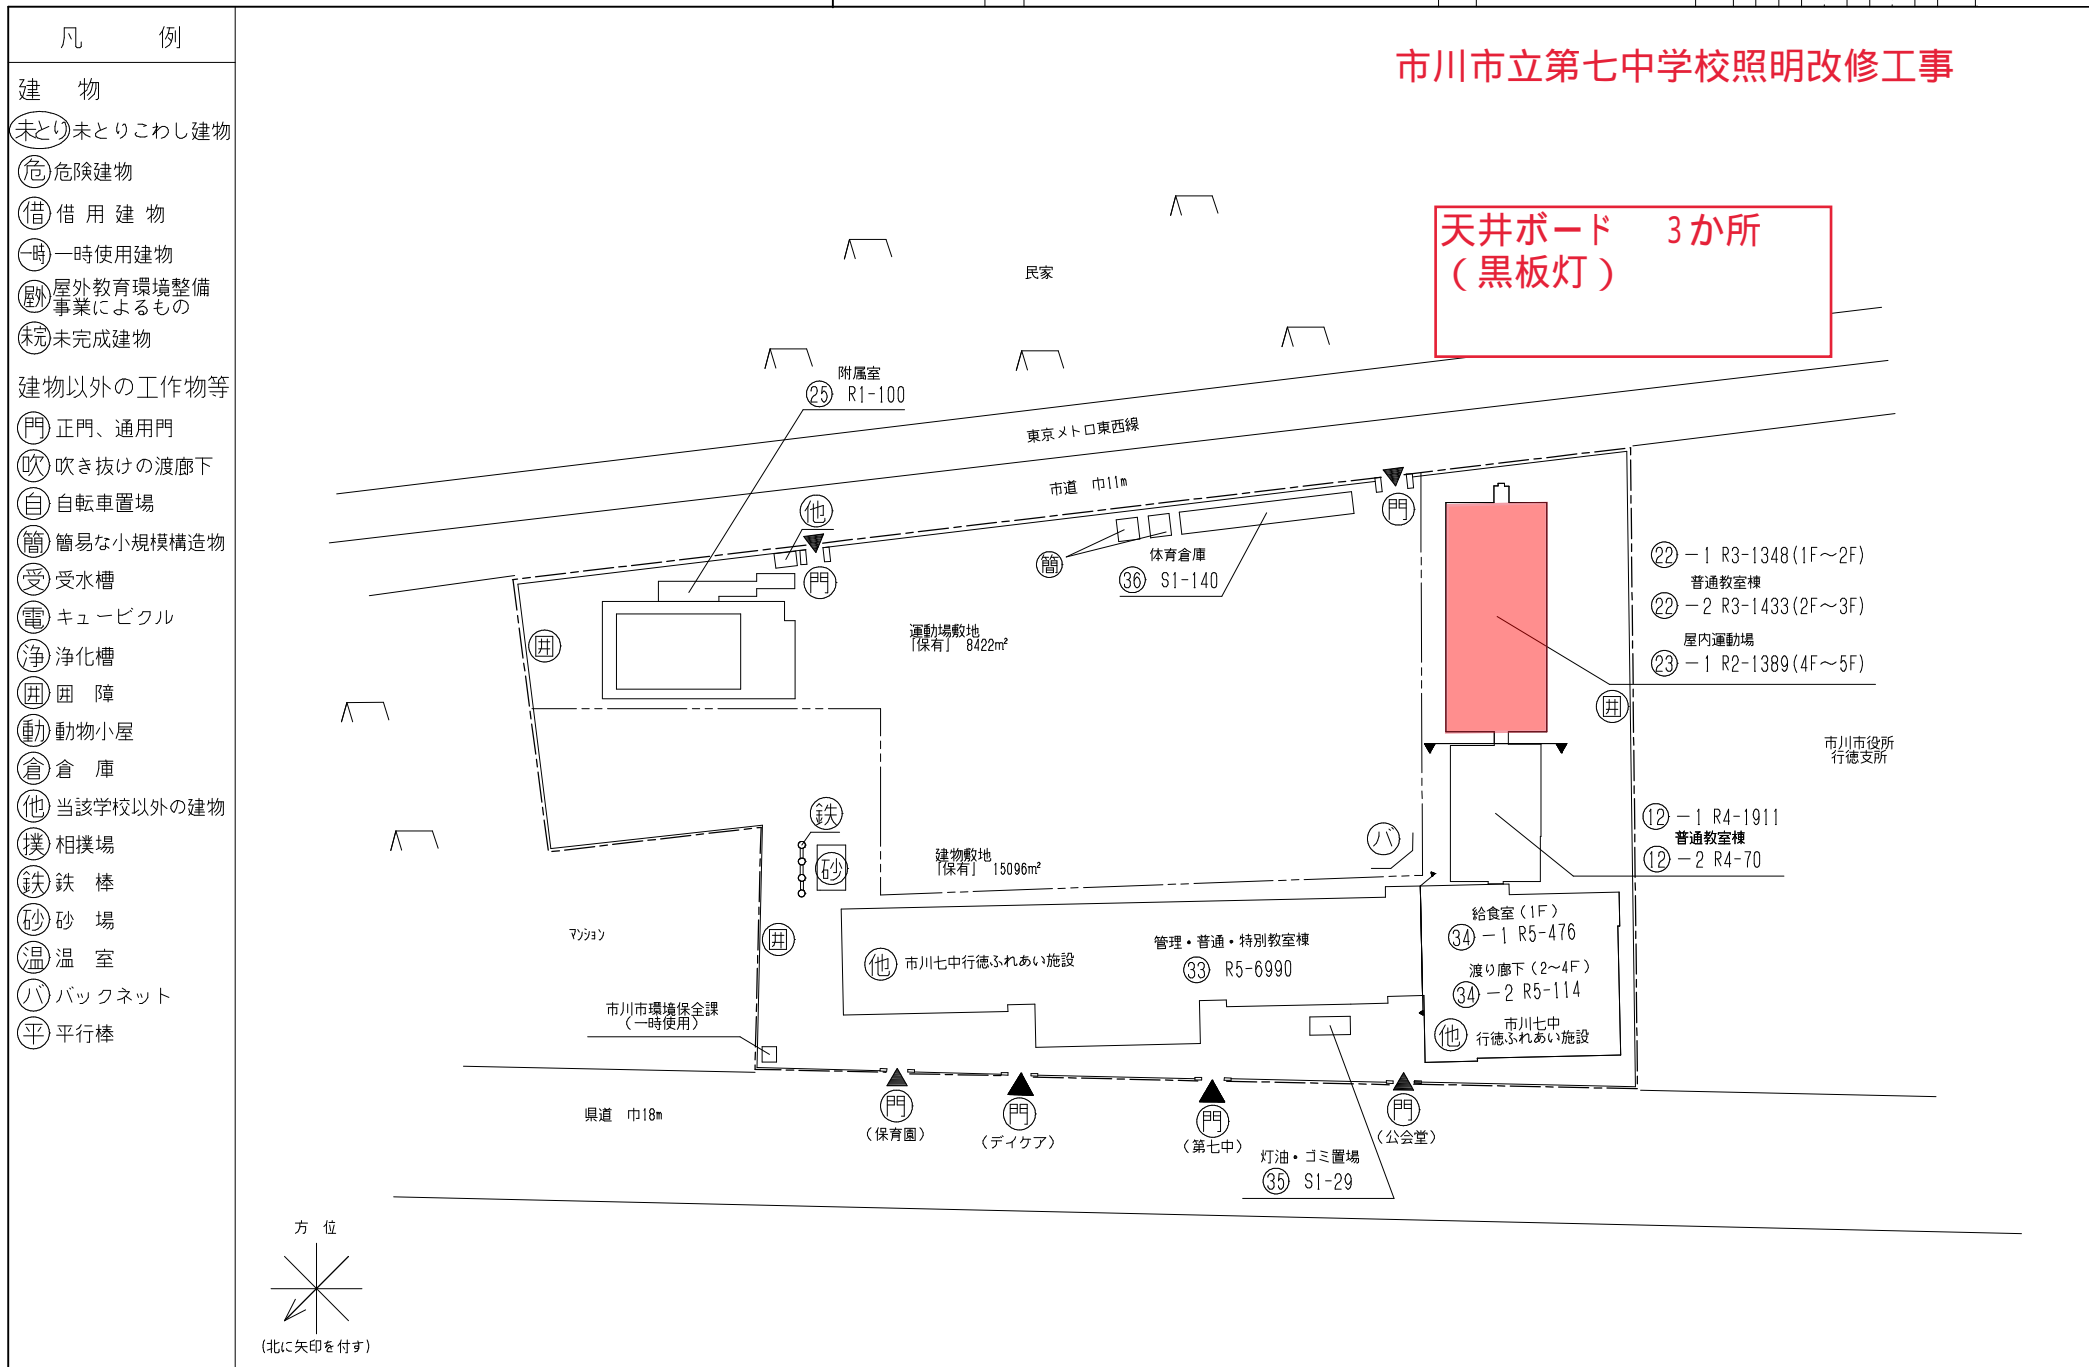 凡 例
建 物
未とり 未とりこわし建物
危 危険建物
借 借用建物
一時 一時使用建物
屋外 屋外教育環境整備
事業によるもの
未完 未完成建物
建物以外の工作物等
門 正門、通用門
吹 吹き抜けの渡廊下
自 自転車置場
簡 簡易な小規模構造物
受 受水槽
電 キュービクル
浄 浄化槽
囲 囲 障
動 動物小屋
倉 倉 庫
他 当該学校以外の建物
撲 相撲場
鉄 鉄 棒
砂 砂 場
温 温 室
バ バックネット
平 平行棒
市川市立第七中学校照明改修工事
天井ボード 3か所
(黒板灯)
民家
附属室
25 R1-100
東京メトロ東西線
市道 巾11m
他
門
門
簡
体育倉庫
36 S1-140
囲
運動場敷地
「保有」 8422m²
22-1 R3-1348(1F~2F)
普通教室棟
22-2 R3-1433(2F~3F)
屋内運動場
23-1 R2-1389(4F~5F)
囲
市川市役所
行徳支所
12-1 R4-1911
普通教室棟
12-2 R4-70
バ
鉄
砂
建物敷地
「保有」 15096m²
マンション
囲
他 市川七中行徳ふれあい施設
管理・普通・特別教室棟
33 R5-6990
給食室(1F)
34-1 R5-476
渡り廊下(2~4F)
34-2 R5-114
他 市川七中
行徳ふれあい施設
市川市環境保全課
(一時使用)
県道 巾18m
門
(保育園)
門
(デイケア)
門
(第七中)
門
(公会堂)
灯油・ゴミ置場
35 S1-29
方 位
(北に矢印を付す)